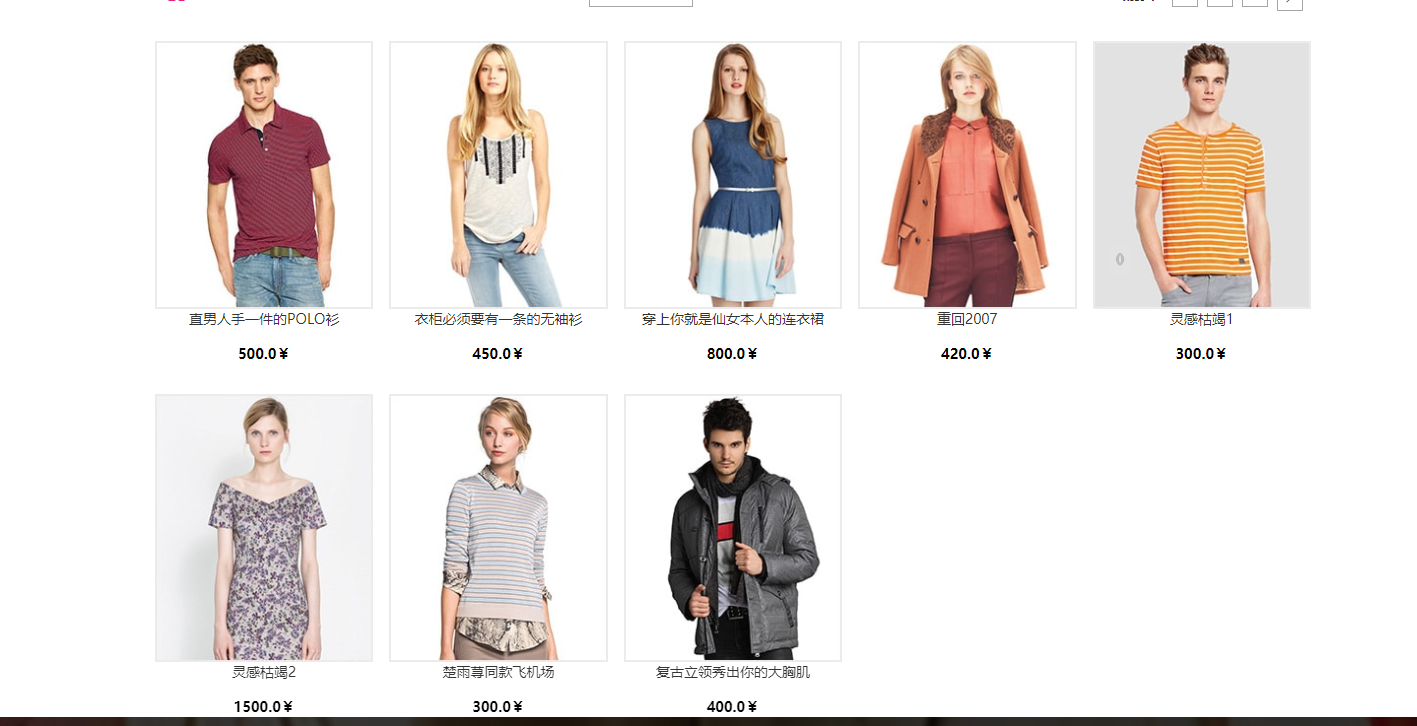 直男人手一件的POLO衫
衣柜必须要有一条的无袖衫
穿上你就是仙女本人的连衣裙
重回2007
灵感枯竭1
500.0￥
450.0￥
800.0￥
420.0￥
300.0￥
灵感枯竭2
楚雨荨同款飞机场
复古立领秀出你的大胸肌
1500.0￥
300.0￥
400.0￥